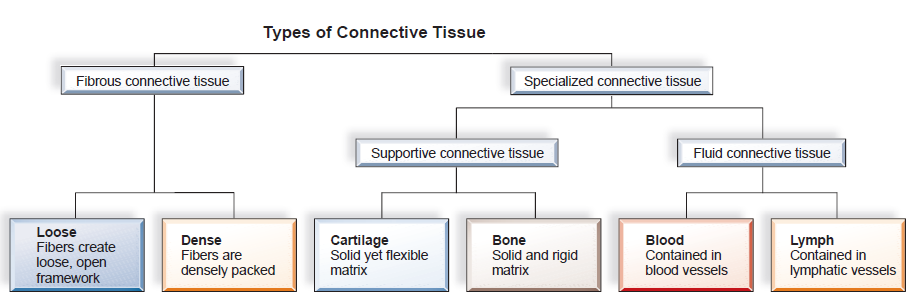 Types of Connective Tissue
Fibrous connective tissue
Specialized connective tissue
Supportive connective tissue
Fluid connective tissue
Loose
Fibers create
loose, open
framework
Dense
Fibers are
densely packed
Cartilage
Solid yet flexible
matrix
Bone
Solid and rigid
matrix
Blood
Contained in
blood vessels
Lymph
Contained in
lymphatic vessels